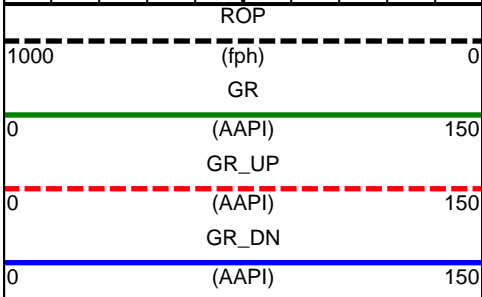 ROP
1000 (fph) 0
GR
0 (AAPI) 150
GR_UP
0 (AAPI) 150
GR_DN
0 (AAPI) 150